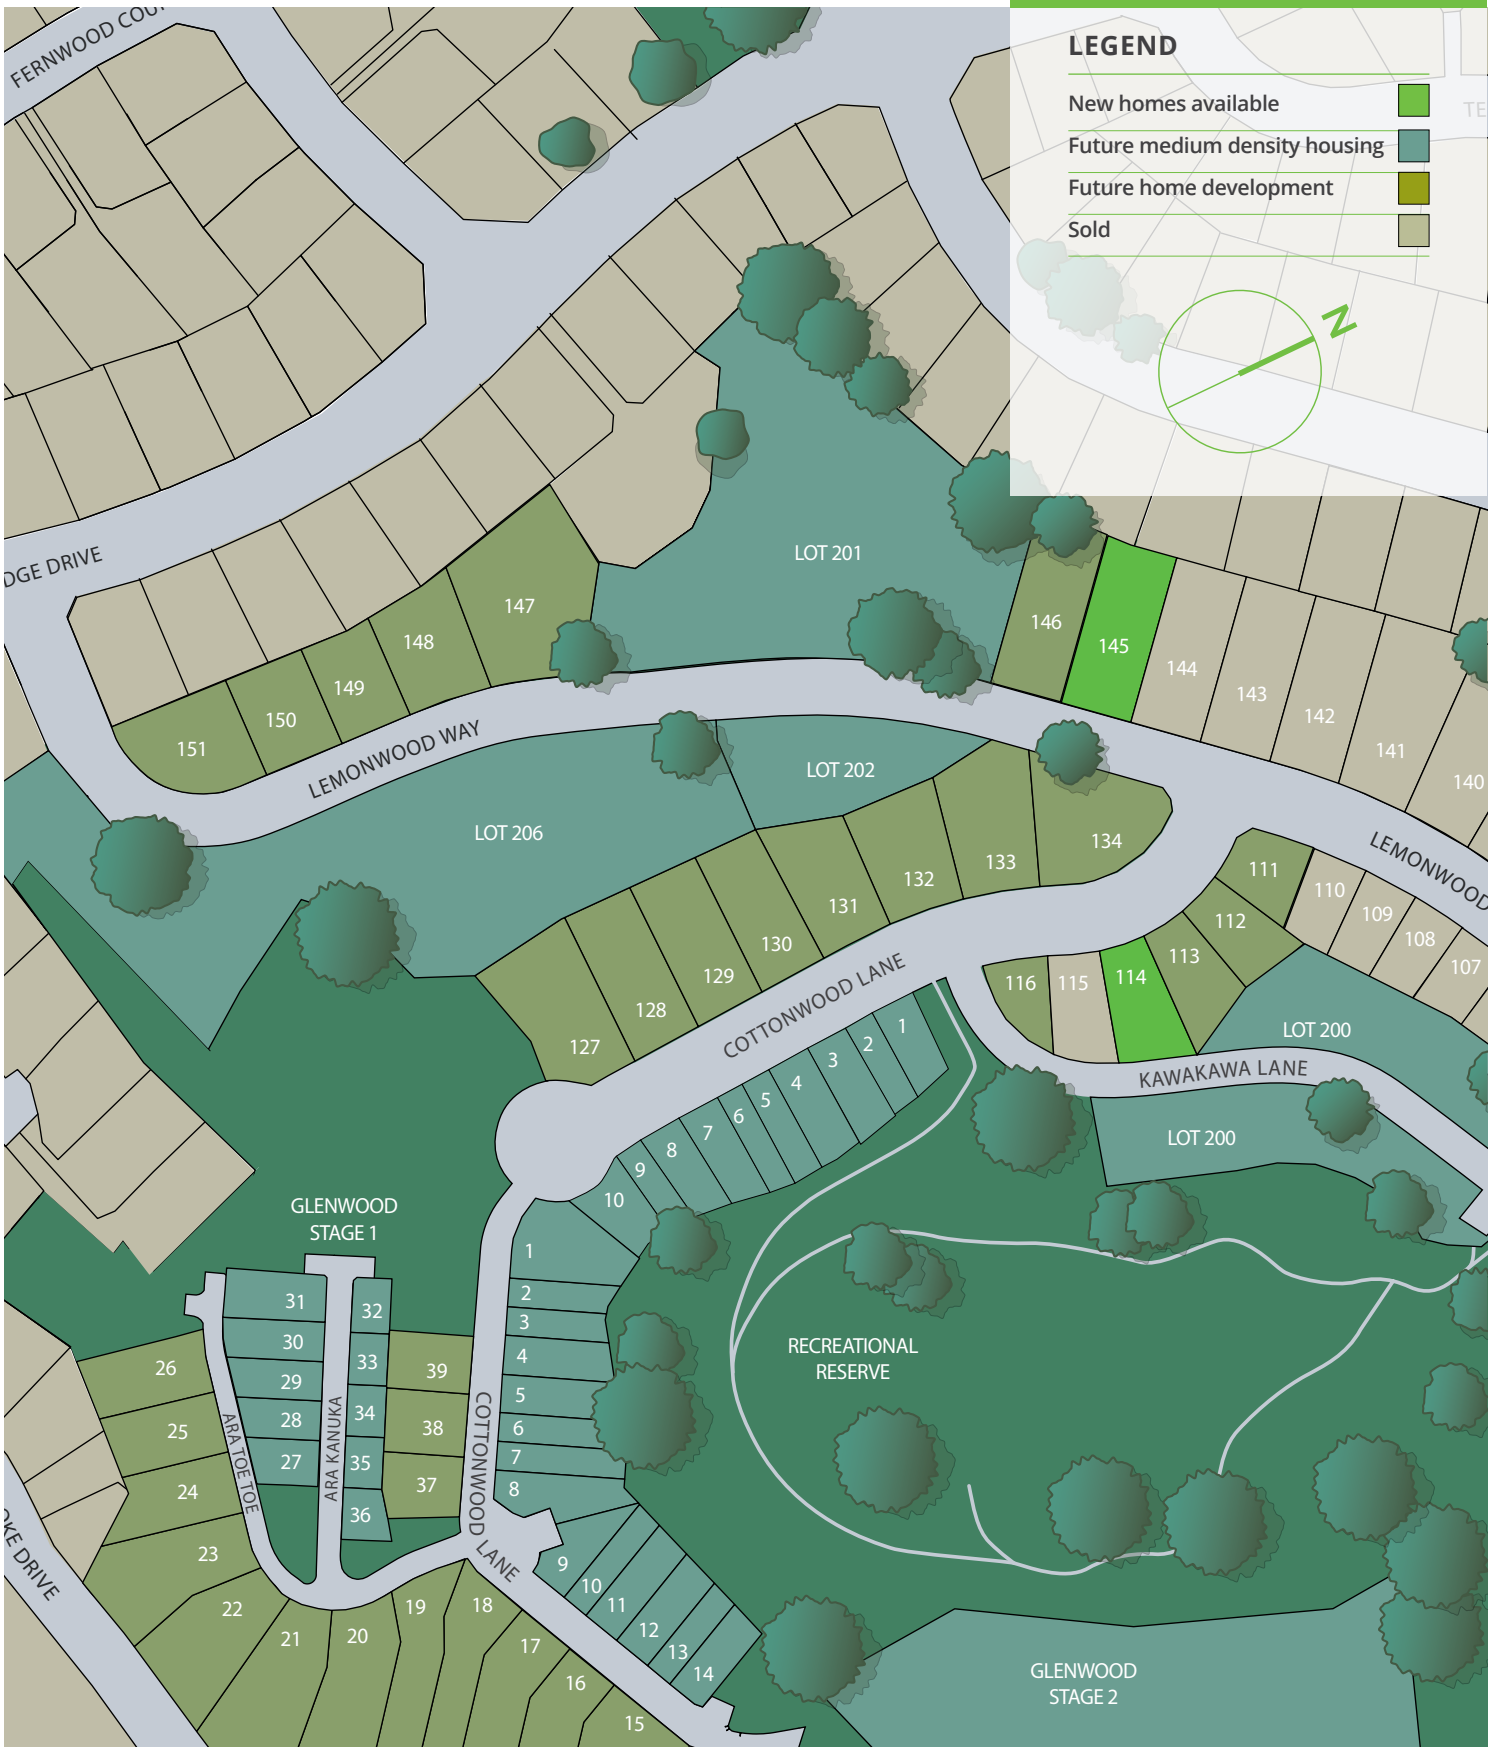 FERNWOOD COU
LEGEND
New homes available
Future medium density housing
Future home development
Sold
TE
N
DGE DRIVE
LOT 201
147
148
149
150
151
146
145
144
143
142
141
140
LEMONWOOD WAY
LOT 202
LOT 206
LEMONWOOD
134
133
132
131
130
129
128
127
111
110
109
108
107
112
113
114
115
116
COTTONWOOD LANE
LOT 200
KAWAKAWA LANE
LOT 200
1
2
3
4
5
6
7
8
9
10
GLENWOOD
STAGE 1
1
2
3
4
5
6
7
8
31
30
29
28
27
32
33
34
35
36
39
38
37
26
25
24
23
22
21
20
19
18
17
16
15
ARA TOE TOE
ARA KANUKA
COTTONWOOD LANE
9
10
11
12
13
14
RECREATIONAL
RESERVE
OKE DRIVE
GLENWOOD
STAGE 2